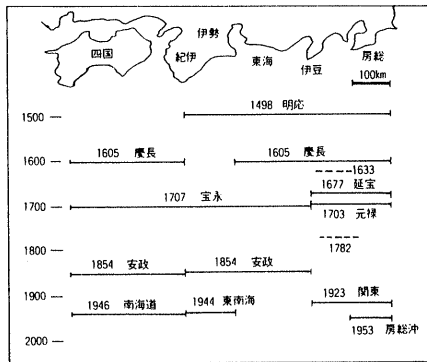 伊勢
房総
四国
紀伊
東海
伊豆
100km
1498 明応
1500
1605 慶長
1605 慶長
1600
1633
1677 延宝
1707 宝永
1700
1703 元禄
1782
1800
1854 安政
1854 安政
1850
1923 関東
1946 南海道
1944 東南海
1900
1953 房総沖
2000